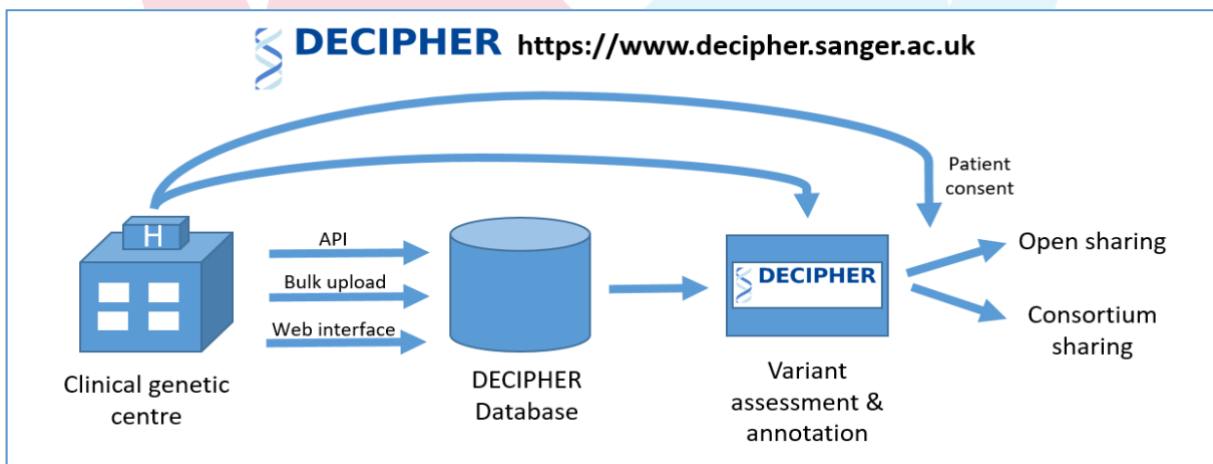 DECIPHER https://www.decipher.sanger.ac.uk
Patient
consent
H
API
Bulk upload
Web interface
Clinical genetic
centre
DECIPHER
Database
DECIPHER
Variant
assessment &
annotation
Open sharing
Consortium
sharing